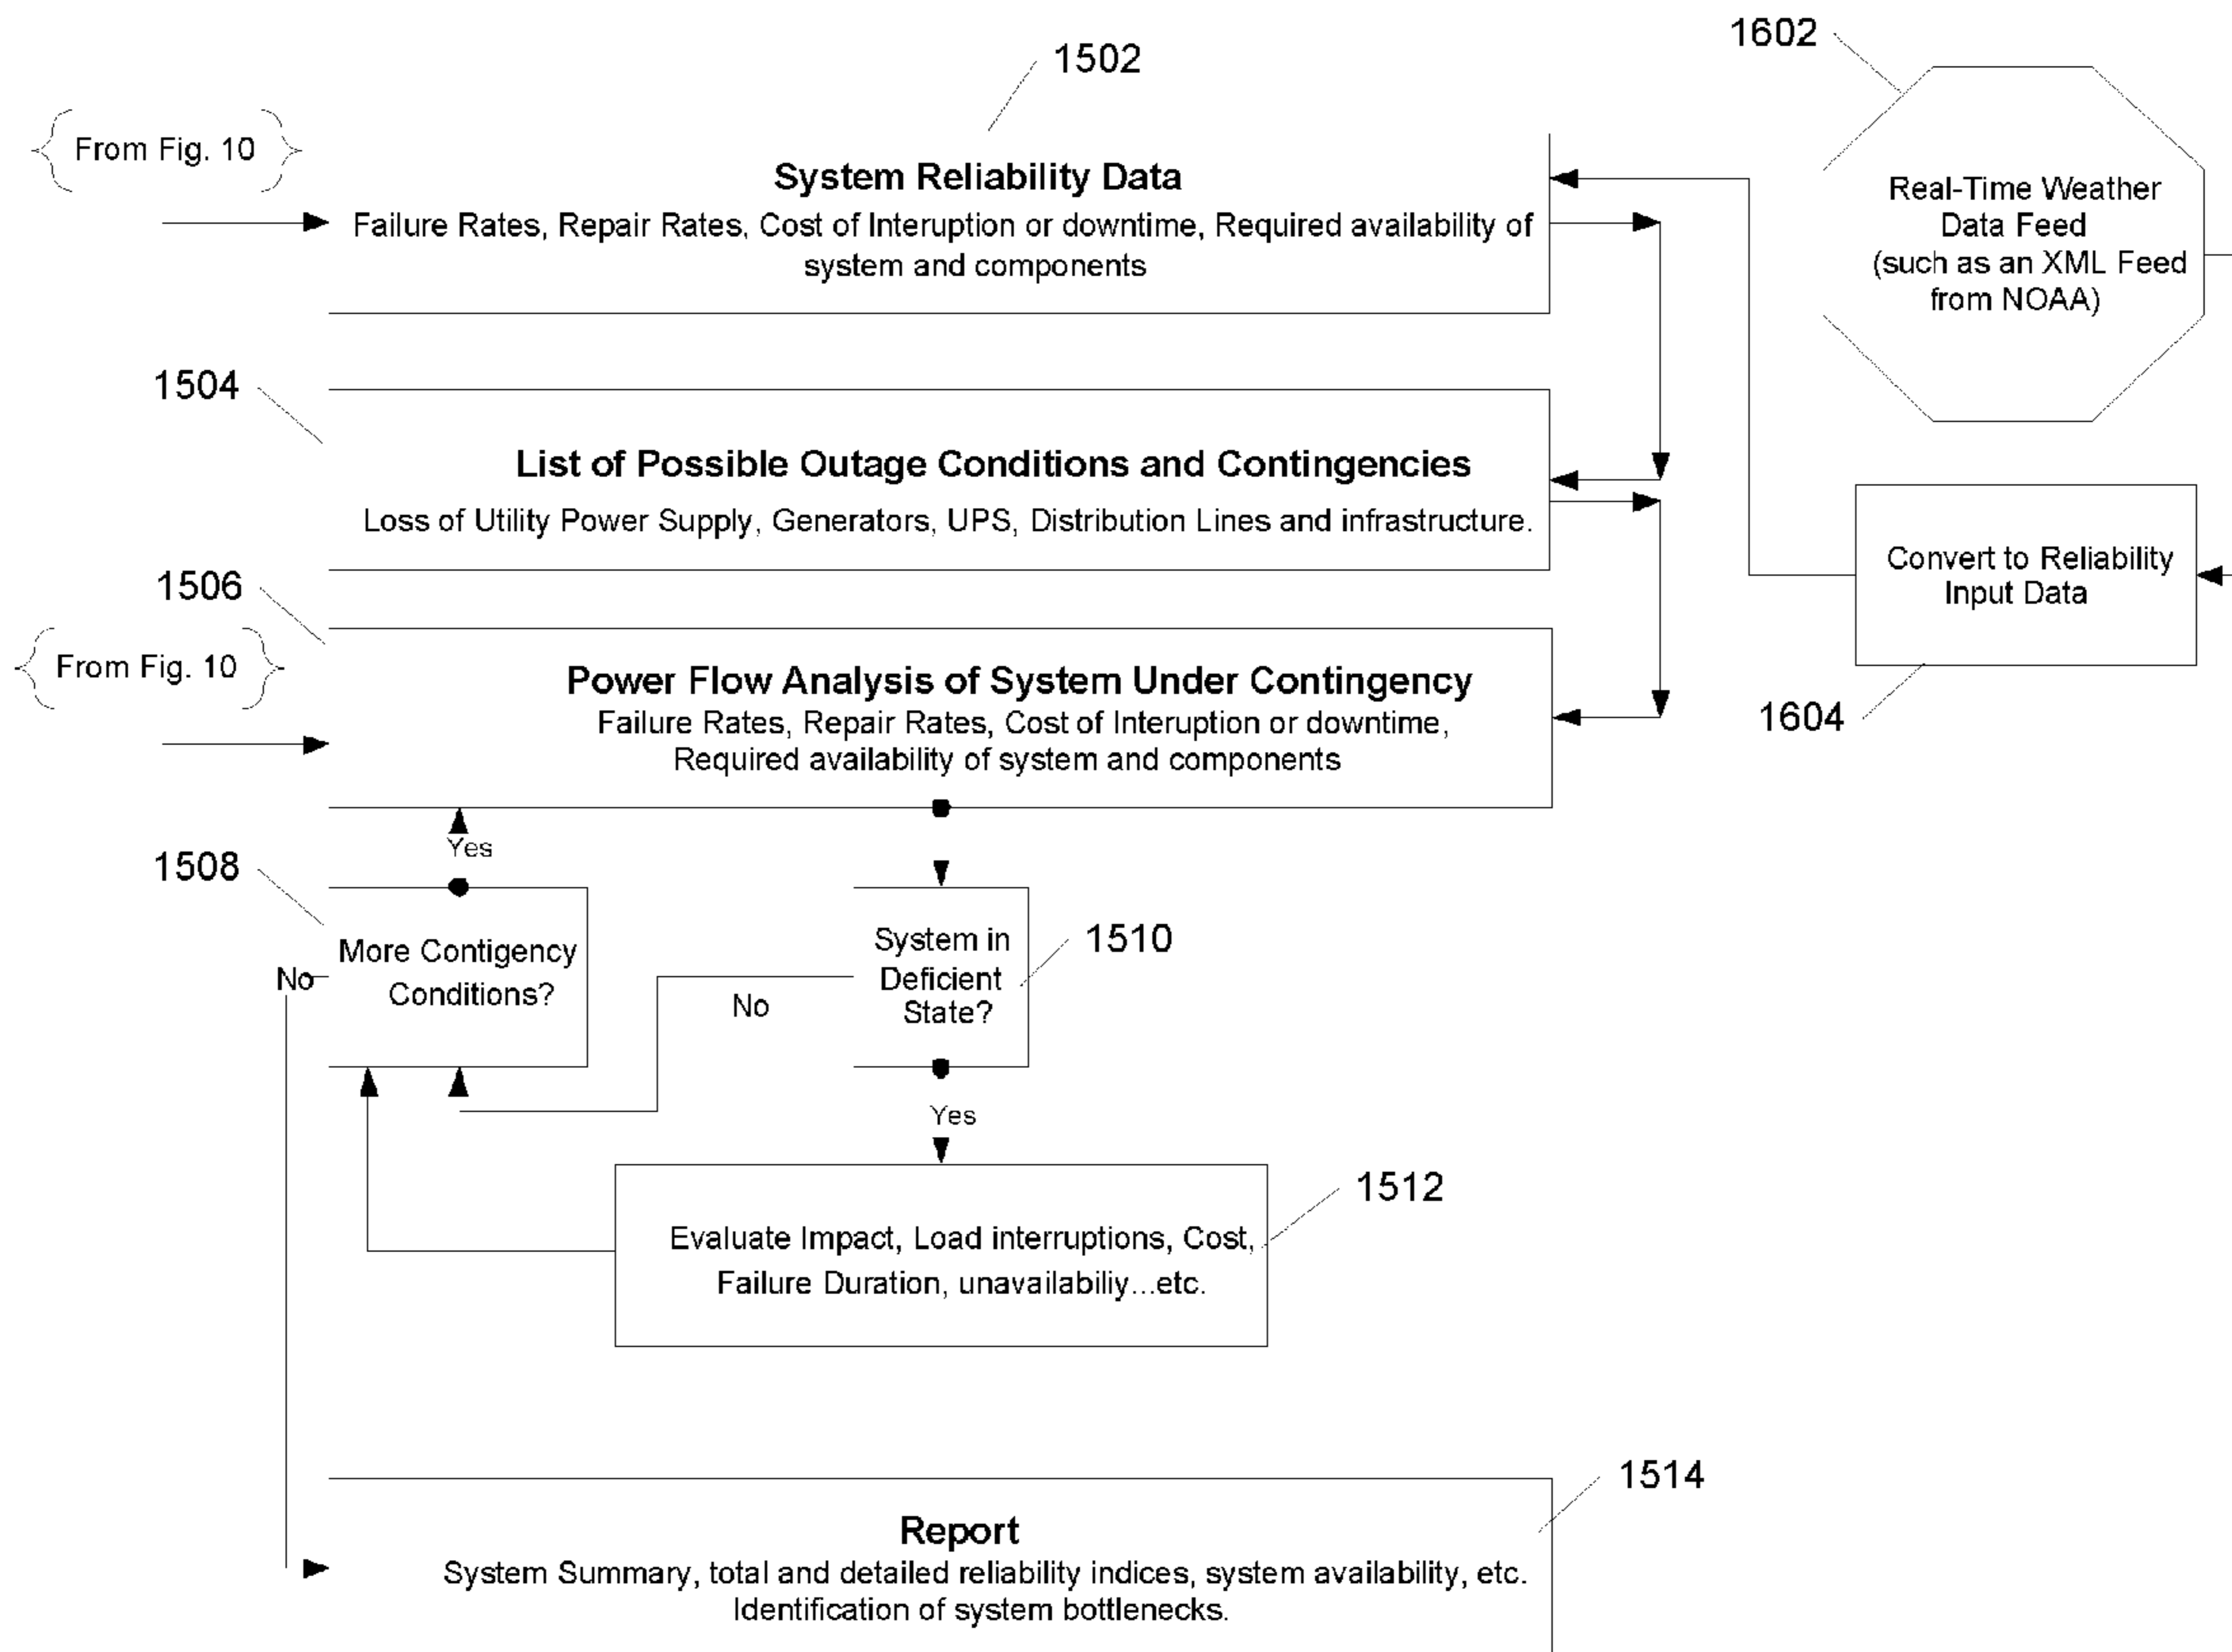 1502
1602
From Fig. 10
System Reliability Data
Failure Rates, Repair Rates, Cost of Interuption or downtime, Required availability of
system and components
Real-Time Weather
Data Feed
(such as an XML Feed
from NOAA)
1504
List of Possible Outage Conditions and Contingencies
Loss of Utility Power Supply, Generators, UPS, Distribution Lines and infrastructure.
Convert to Reliability
Input Data
1604
1506
From Fig. 10
Power Flow Analysis of System Under Contingency
Failure Rates, Repair Rates, Cost of Interuption or downtime,
Required availability of system and components
Yes
1508
More Contigency
Conditions?
No
System in
Deficient
State?
1510
No
Yes
1512
Evaluate Impact, Load interruptions, Cost,
Failure Duration, unavailabiliy...etc.
1514
Report
System Summary, total and detailed reliability indices, system availability, etc.
Identification of system bottlenecks.